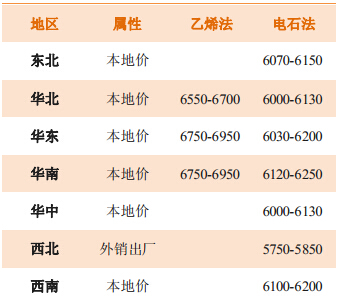 地区 属性 乙烯法 电石法
东北 本地价 6070-6150
华北 本地价 6550-6700 6000-6130
华东 本地价 6750-6950 6030-6200
华南 本地价 6750-6950 6120-6250
华中 本地价 6000-6130
西北 外销出厂 5750-5850
西南 本地价 6100-6200